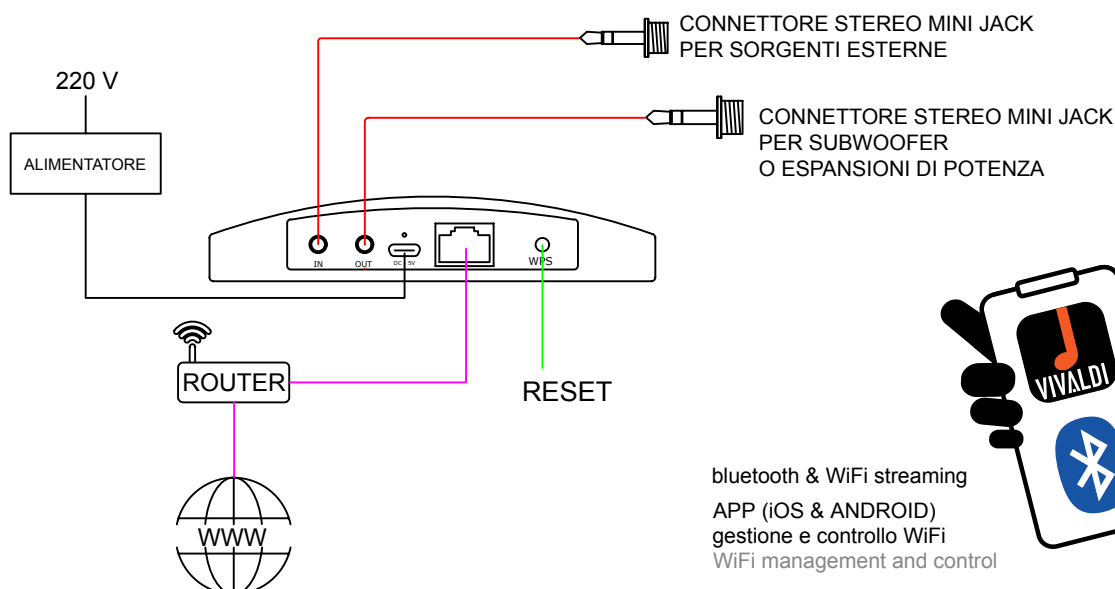 CONNETTORE STEREO MINI JACK
PER SORGENTI ESTERNE
220 V
CONNETTORE STEREO MINI JACK
PER SUBWOOFER
O ESPANSIONI DI POTENZA
ALIMENTATORE
IN
OUT
DC 5V
WPS
ROUTER
RESET
VIVALDI
WWW
bluetooth & WiFi streaming
APP (iOS & ANDROID)
gestione e controllo WiFi
WiFi management and control